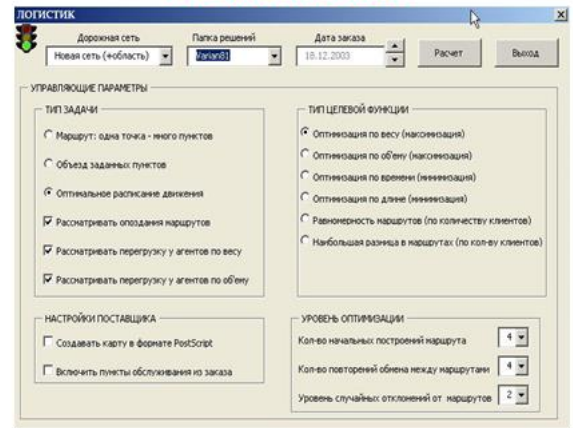 ЛОГИСТИК
Дорожная сеть Папка решений Дата заказа
Новая сеть (+область) Varian81 18.12.2003 Расчет Выход
УПРАВЛЯЮЩИЕ ПАРАМЕТРЫ
ТИП ЗАДАЧИ
Маршрут: одна точка - много пунктов
Объезд заданных пунктов
Оптимальное расписание движения
Рассматривать опоздания маршрутов
Рассматривать перегрузку у агентов по весу
Рассматривать перегрузку у агентов по объему
ТИП ЦЕЛЕВОЙ ФУНКЦИИ
Оптимизация по весу (максимизация)
Оптимизация по объему (максимизация)
Оптимизация по времени (минимизация)
Оптимизация по длине (минимизация)
Равномерность маршрутов (по количеству клиентов)
Наибольшая разница в маршрутах (по кол-ву клиентов)
НАСТРОЙКИ ПОСТАВЩИКА
Создавать карту в формате PostScript
Включить пункты обслуживания из заказа
УРОВЕНЬ ОПТИМИЗАЦИИ
Кол-во начальных построений маршрута 4
Кол-во повторений обмена между маршрутами 4
Уровень случайных отклонений от маршрутов 2